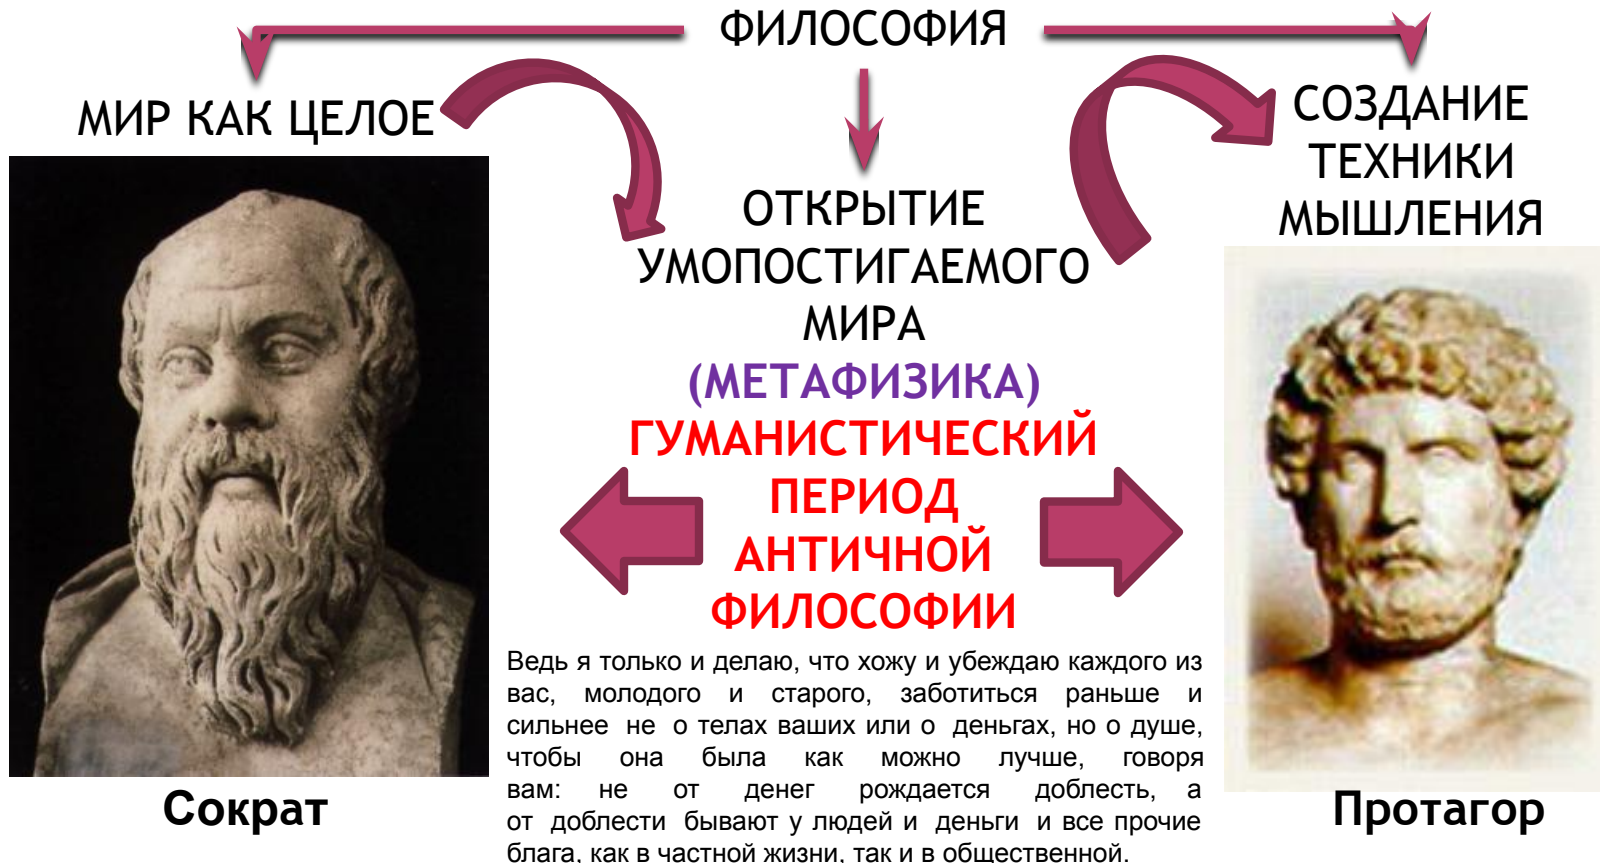 ФИЛОСОФИЯ
МИР КАК ЦЕЛОЕ
СОЗДАНИЕ
ТЕХНИКИ
МЫШЛЕНИЯ
ОТКРЫТИЕ
УМОПОСТИГАЕМОГО
МИРА
(МЕТАФИЗИКА)
ГУМАНИСТИЧЕСКИЙ
ПЕРИОД
АНТИЧНОЙ
ФИЛОСОФИИ
Ведь я только и делаю, что хожу и убеждаю каждого из
вас, молодого и старого, заботиться раньше и
сильнее не о телах ваших или о деньгах, но о душе,
чтобы она была как можно лучше, говоря
вам: не от денег рождается доблесть, а
от доблести бывают у людей и деньги и все прочие
блага, как в частной жизни, так и в общественной.
Сократ
Протагор